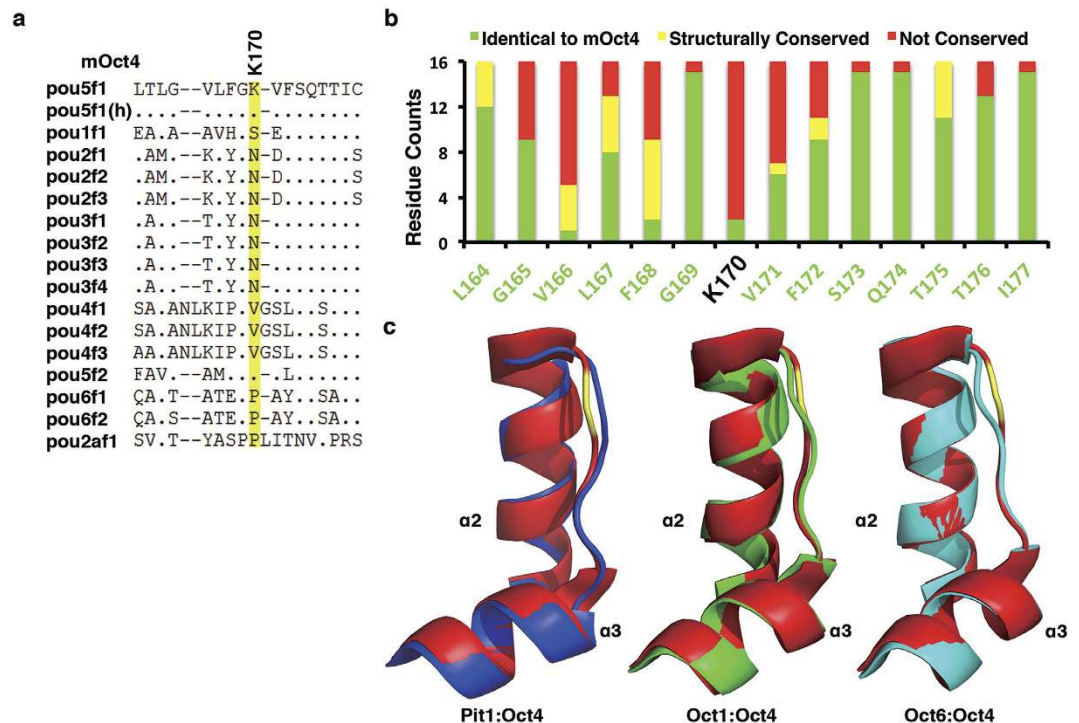 a
mOct4
K170
pou5f1 LTLG--VLFGK-VFSQTTIC
pou5f1(h) ....--.....-........
pou1f1 EA.A--AVH.S-E.......
pou2f1 .AM.--K.Y.N-D......S
pou2f2 .AM.--K.Y.N-D......S
pou2f3 .AM.--K.Y.N-D......S
pou3f1 .A..--T.Y.N-........
pou3f2 .A..--T.Y.N-........
pou3f3 .A..--T.Y.N-........
pou3f4 .A..--T.Y.N-........
pou4f1 SA.ANLKIP.VGSL..S...
pou4f2 SA.ANLKIP.VGSL..S...
pou4f3 AA.ANLKIP.VGSL..S...
pou5f2 FAV.--AM...-.L......
pou6f1 QA.T--ATE.P-AY..SA..
pou6f2 QA.S--ATE.P-AY..SA..
pou2af1 SV.T--YASPPLITNV.PRS
b
Identical to mOct4 Structurally Conserved Not Conserved
Residue Counts
16
12
8
4
0
L164 G165 V166 L167 F168 G169 K170 V171 F172 S173 Q174 T175 T176 I177
c
α2 α2 α2
α3 α3 α3
Pit1:Oct4 Oct1:Oct4 Oct6:Oct4